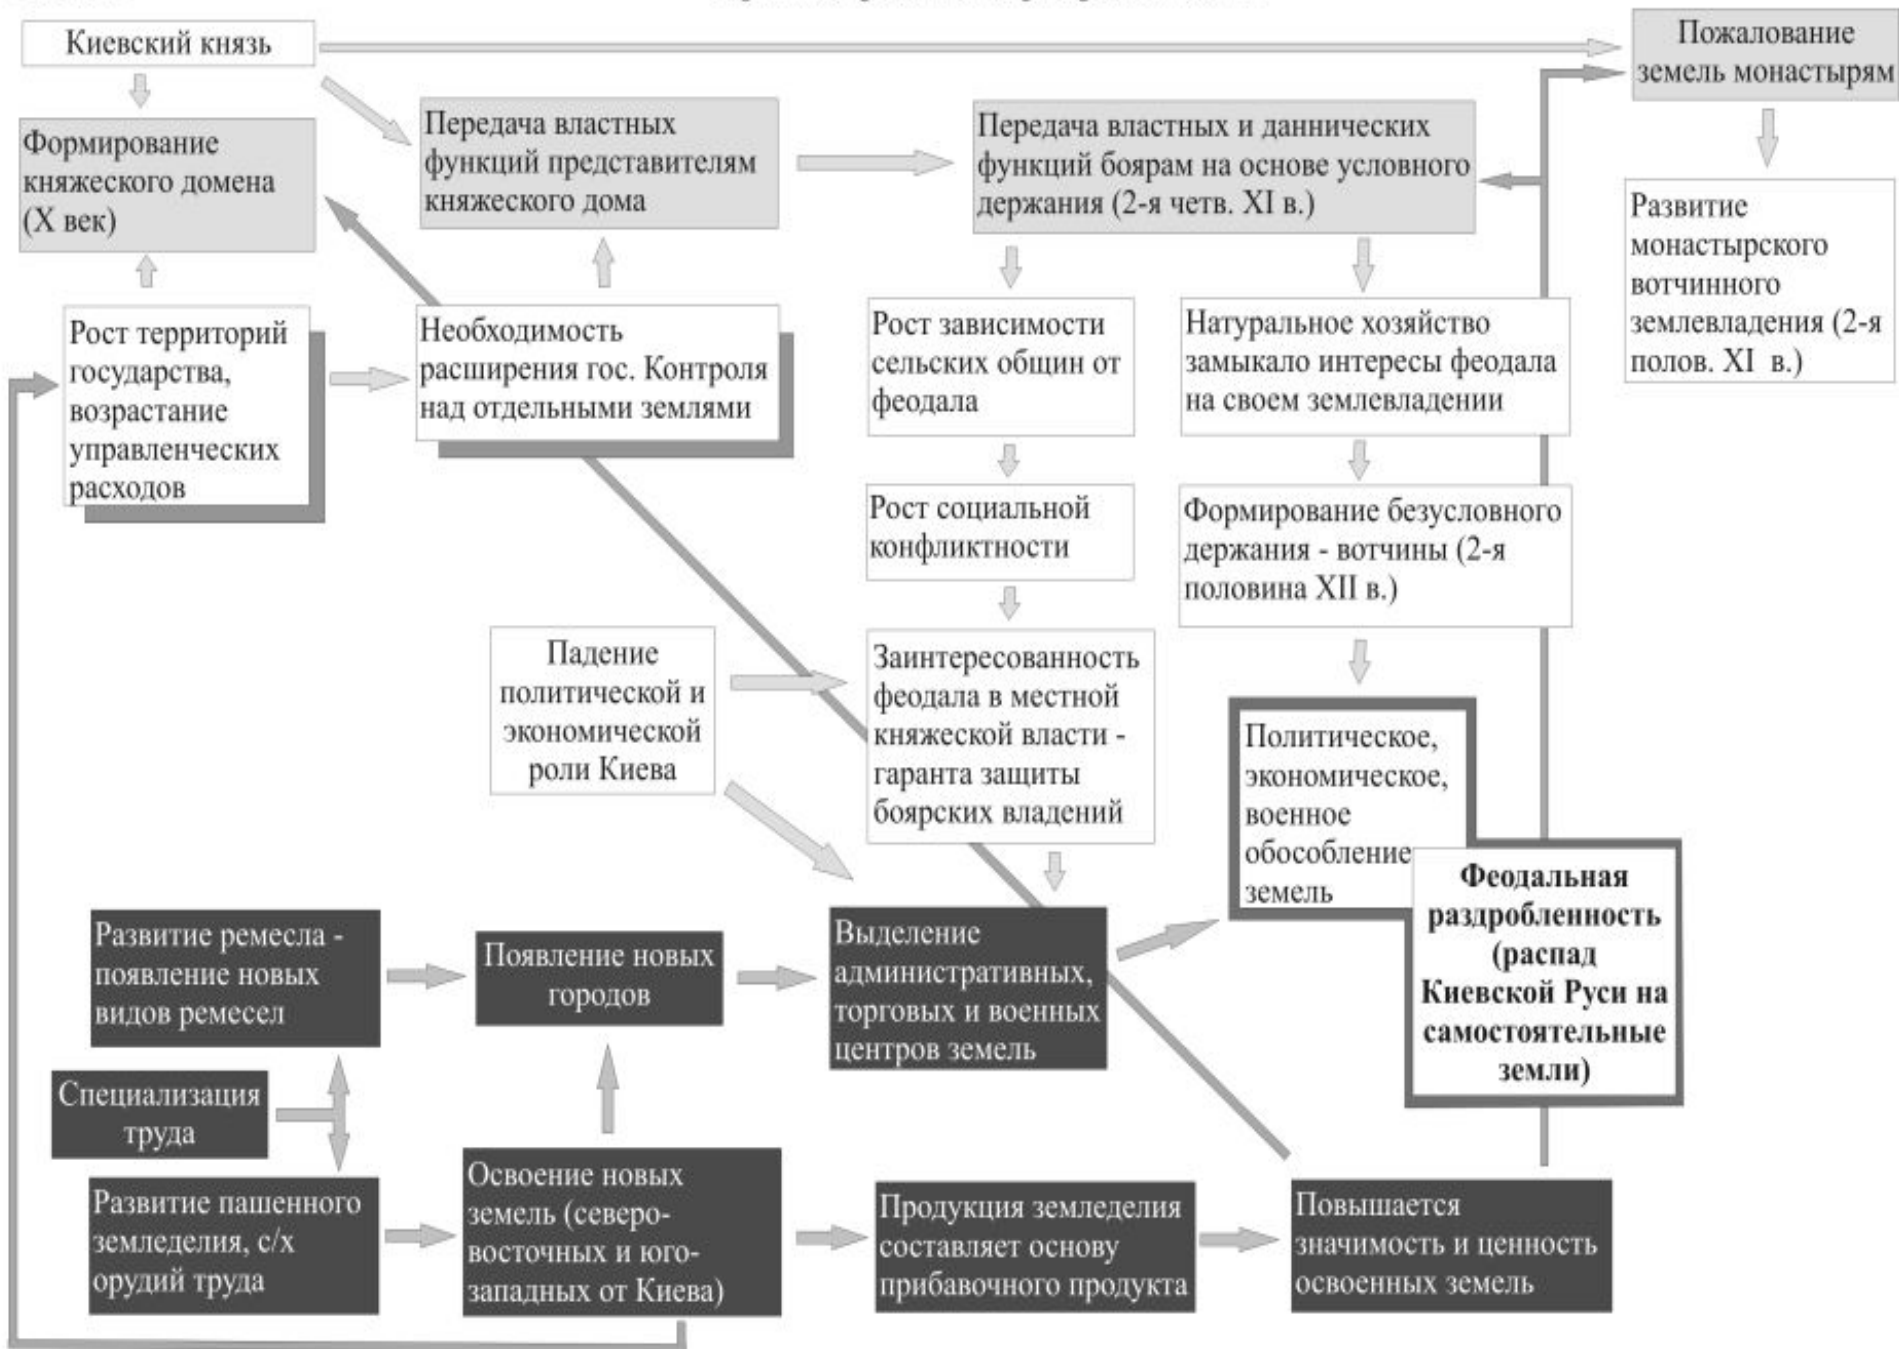 Киевский князь
Пожалование
земель монастырям
Формирование
княжеского домена
(X век)
Передача властных
функций представителям
княжеского дома
Передача властных и даннических
функций боярам на основе условного
держания (2-я четв. XI в.)
Развитие
монастырского
вотчинного
землевладения (2-я
полов. XI в.)
Рост территорий
государства,
возрастание
управленческих
расходов
Необходимость
расширения гос. Контроля
над отдельными землями
Рост зависимости
сельских общин от
феодала
Натуральное хозяйство
замыкало интересы феодала
на своем землевладении
Рост социальной
конфликтности
Формирование безусловного
держания - вотчины (2-я
половина XII в.)
Падение
политической и
экономической
роли Киева
Заинтересованность
феодала в местной
княжеской власти -
гаранта защиты
боярских владений
Политическое,
экономическое,
военное
обособление
земель
Феодальная
раздробленность
(распад
Киевской Руси на
самостоятельные
земли)
Развитие ремесла -
появление новых
видов ремесел
Появление новых
городов
Выделение
административных,
торговых и военных
центров земель
Специализация
труда
Развитие пашенного
земледелия, с/х
орудий труда
Освоение новых
земель (северо-
восточных и юго-
западных от Киева)
Продукция земледелия
составляет основу
прибавочного продукта
Повышается
значимость и ценность
освоенных земель